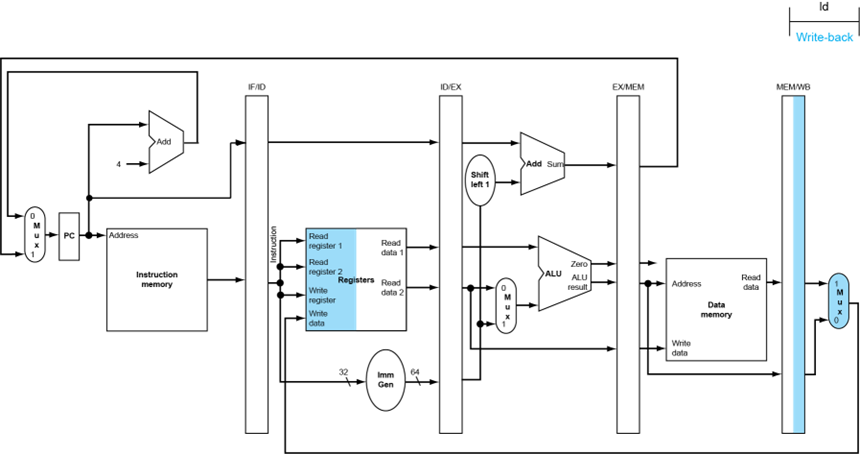 ld
Write-back
IF/ID
ID/EX
EX/MEM
MEM/WB
Add
4
Add Sum
Shift
left 1
0
M
u
x
1
PC
Address
Instruction
memory
Instruction
Read
register 1
Read
register 2
Registers
Write
register
Write
data
Read
data 1
Read
data 2
0
M
u
x
1
ALU
Zero
ALU
result
Address
Read
data
Data
memory
Write
data
1
M
u
x
0
32
Imm
Gen
64